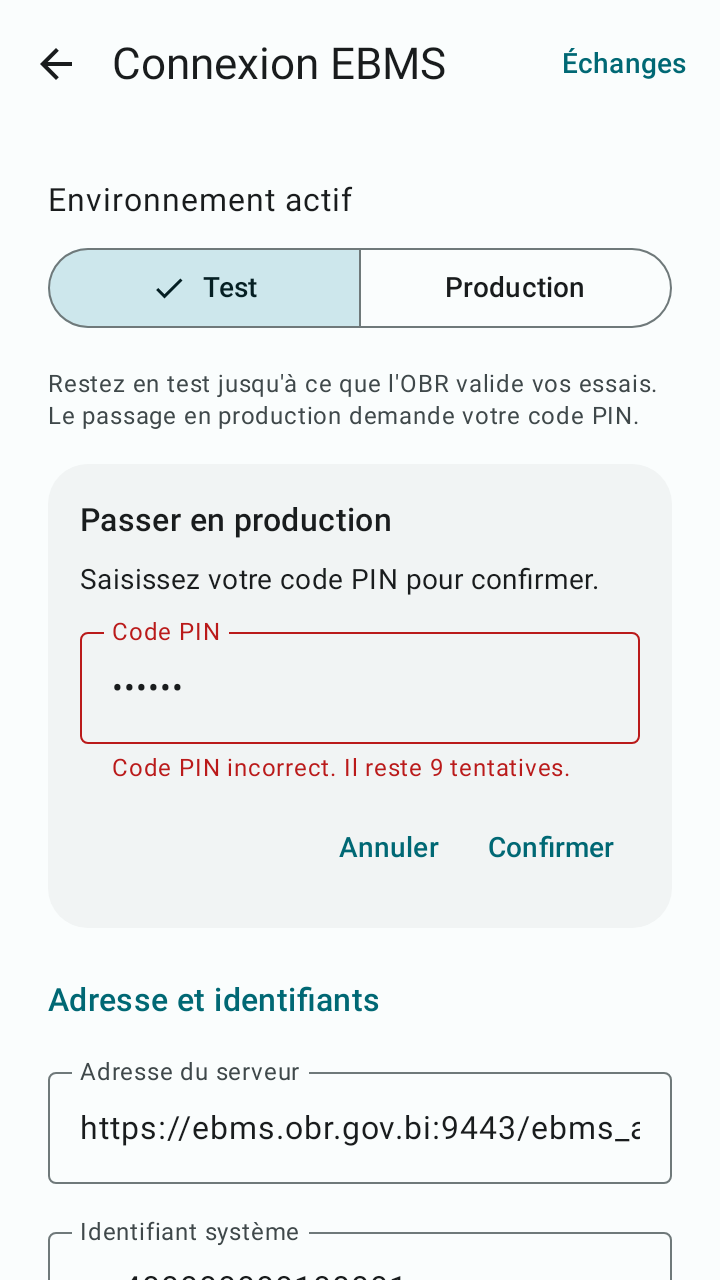 Connexion EBMS
Échanges
Environnement actif
Test
Production
Restez en test jusqu'à ce que l'OBR valide vos essais.
Le passage en production demande votre code PIN.
Passer en production
Saisissez votre code PIN pour confirmer.
Code PIN
••••••
Code PIN incorrect. Il reste 9 tentatives.
Annuler
Confirmer
Adresse et identifiants
Adresse du serveur
https://ebms.obr.gov.bi:9443/ebms_a
Identifiant système